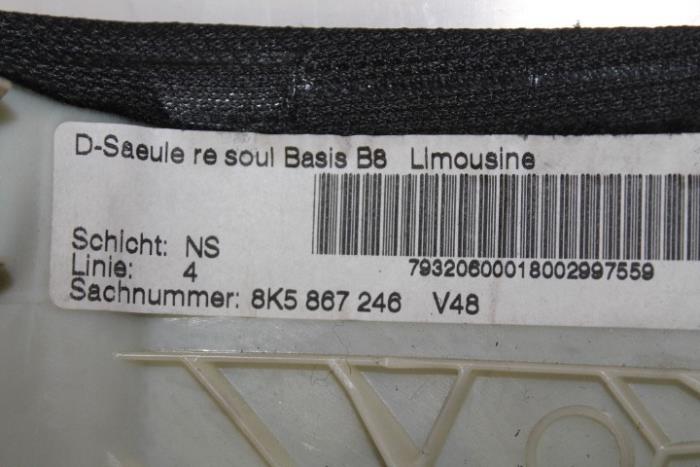 D-Saeule re soul Basis B8 Limousine
Schicht: NS
79320600018002997559
Linie: 4
Sachnummer: 8K5 867 246 V48